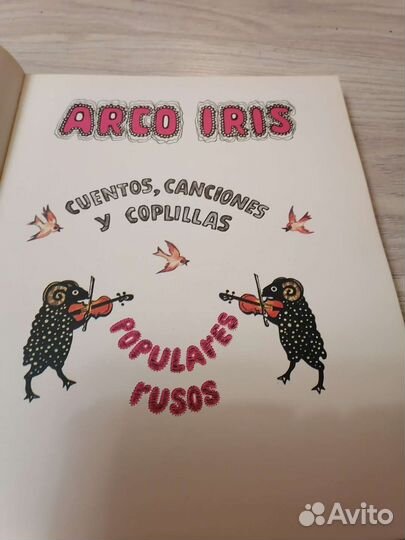 ARCO IRIS
CUENTOS, CANCIONES
Y COPLILLAS
POPULARES
rusos
Avito